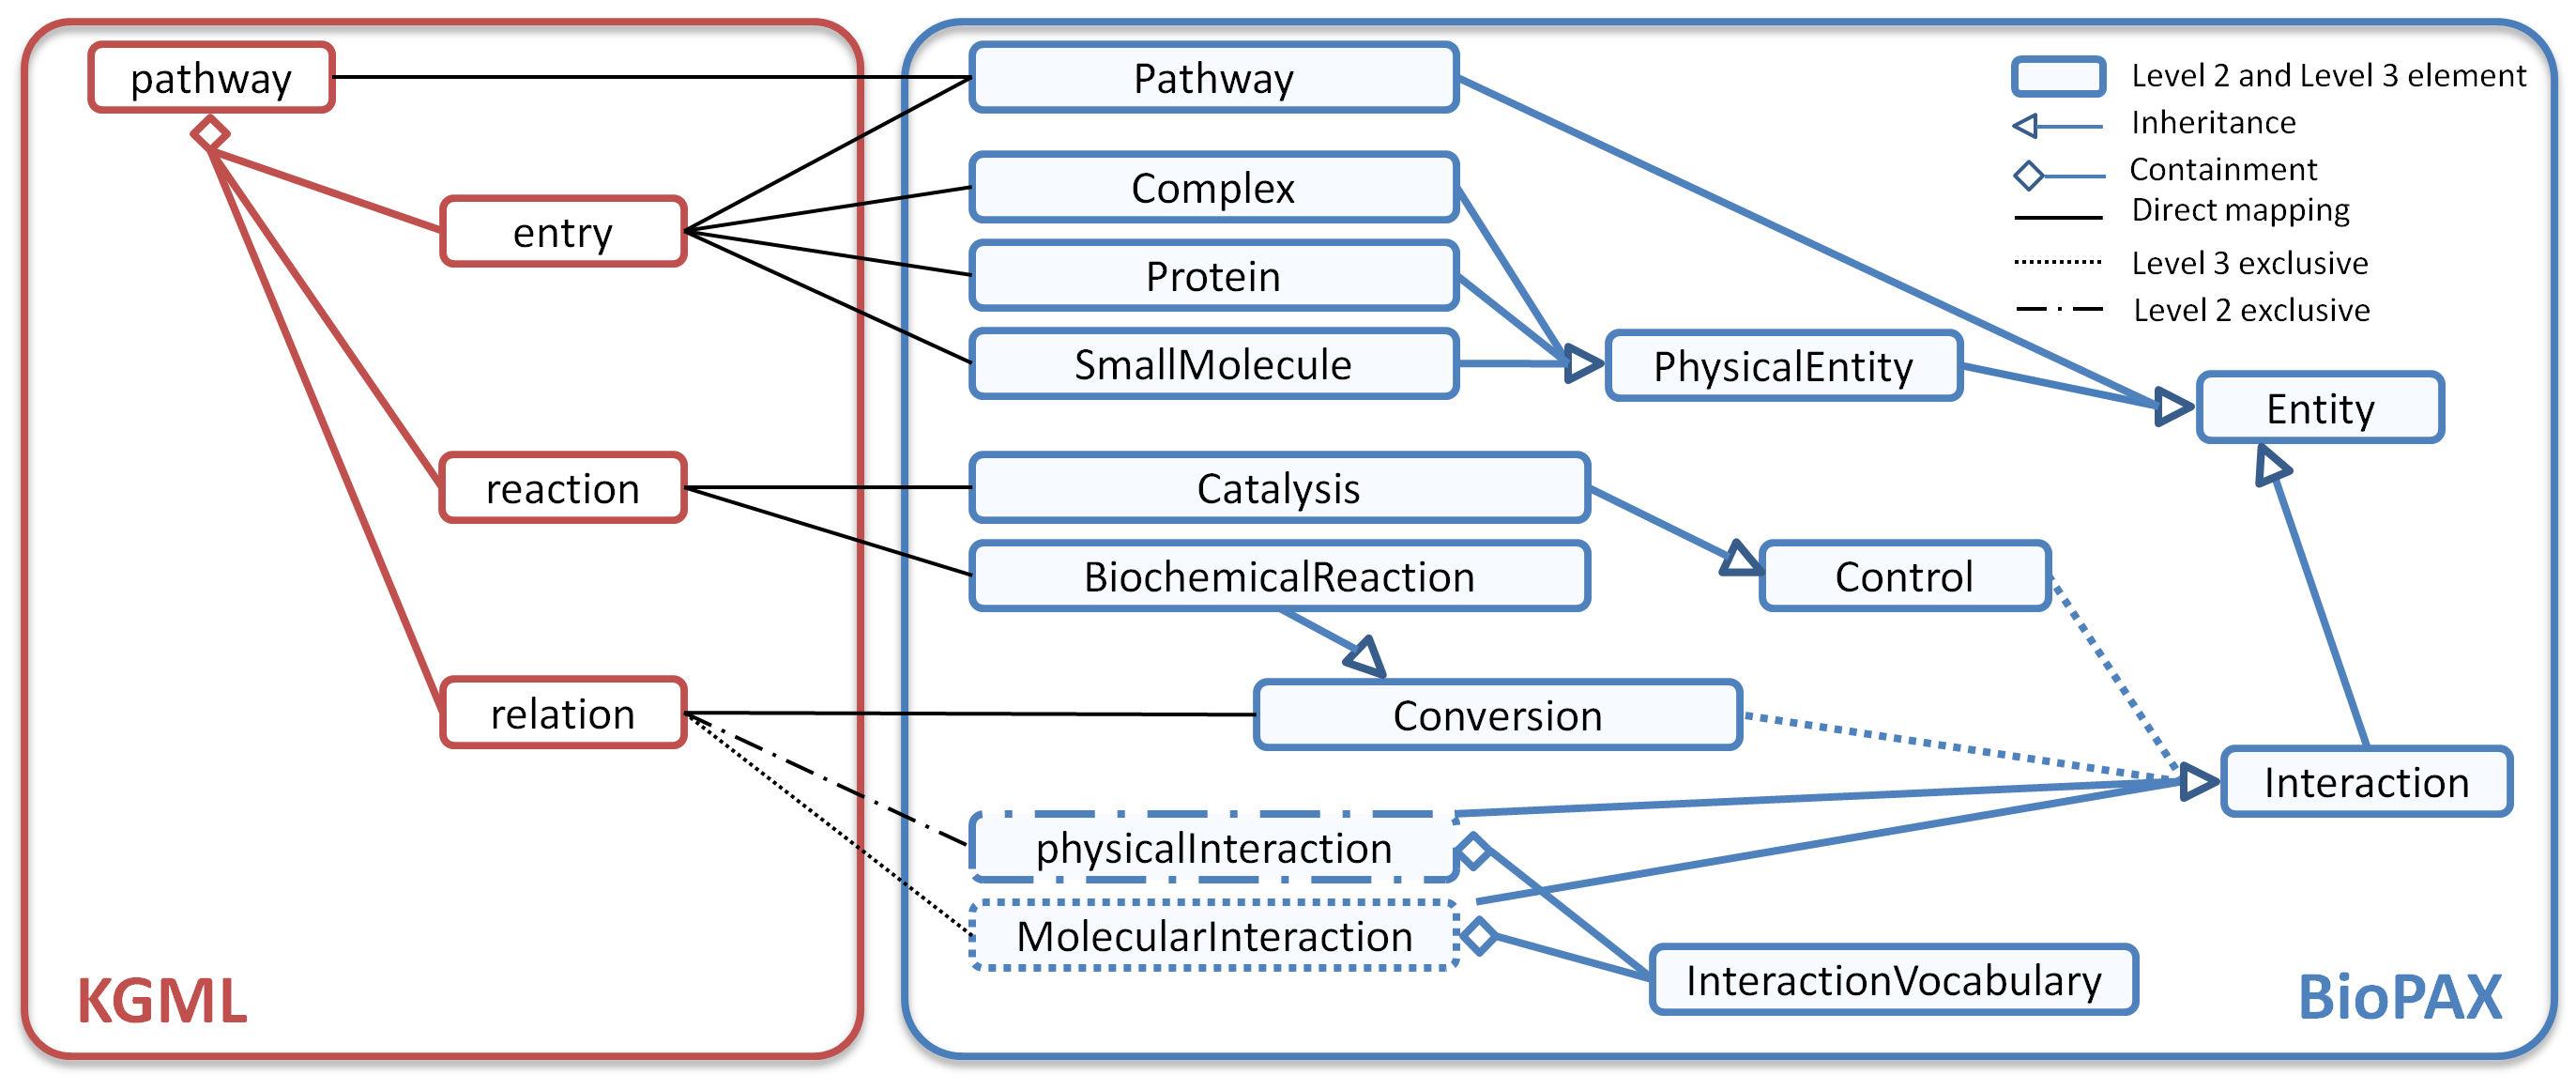 pathway
entry
reaction
relation
KGML
Pathway
Complex
Protein
SmallMolecule
PhysicalEntity
Entity
Catalysis
BiochemicalReaction
Control
Conversion
Interaction
physicalInteraction
MolecularInteraction
InteractionVocabulary
BioPAX
Level 2 and Level 3 element
Inheritance
Containment
Direct mapping
Level 3 exclusive
Level 2 exclusive